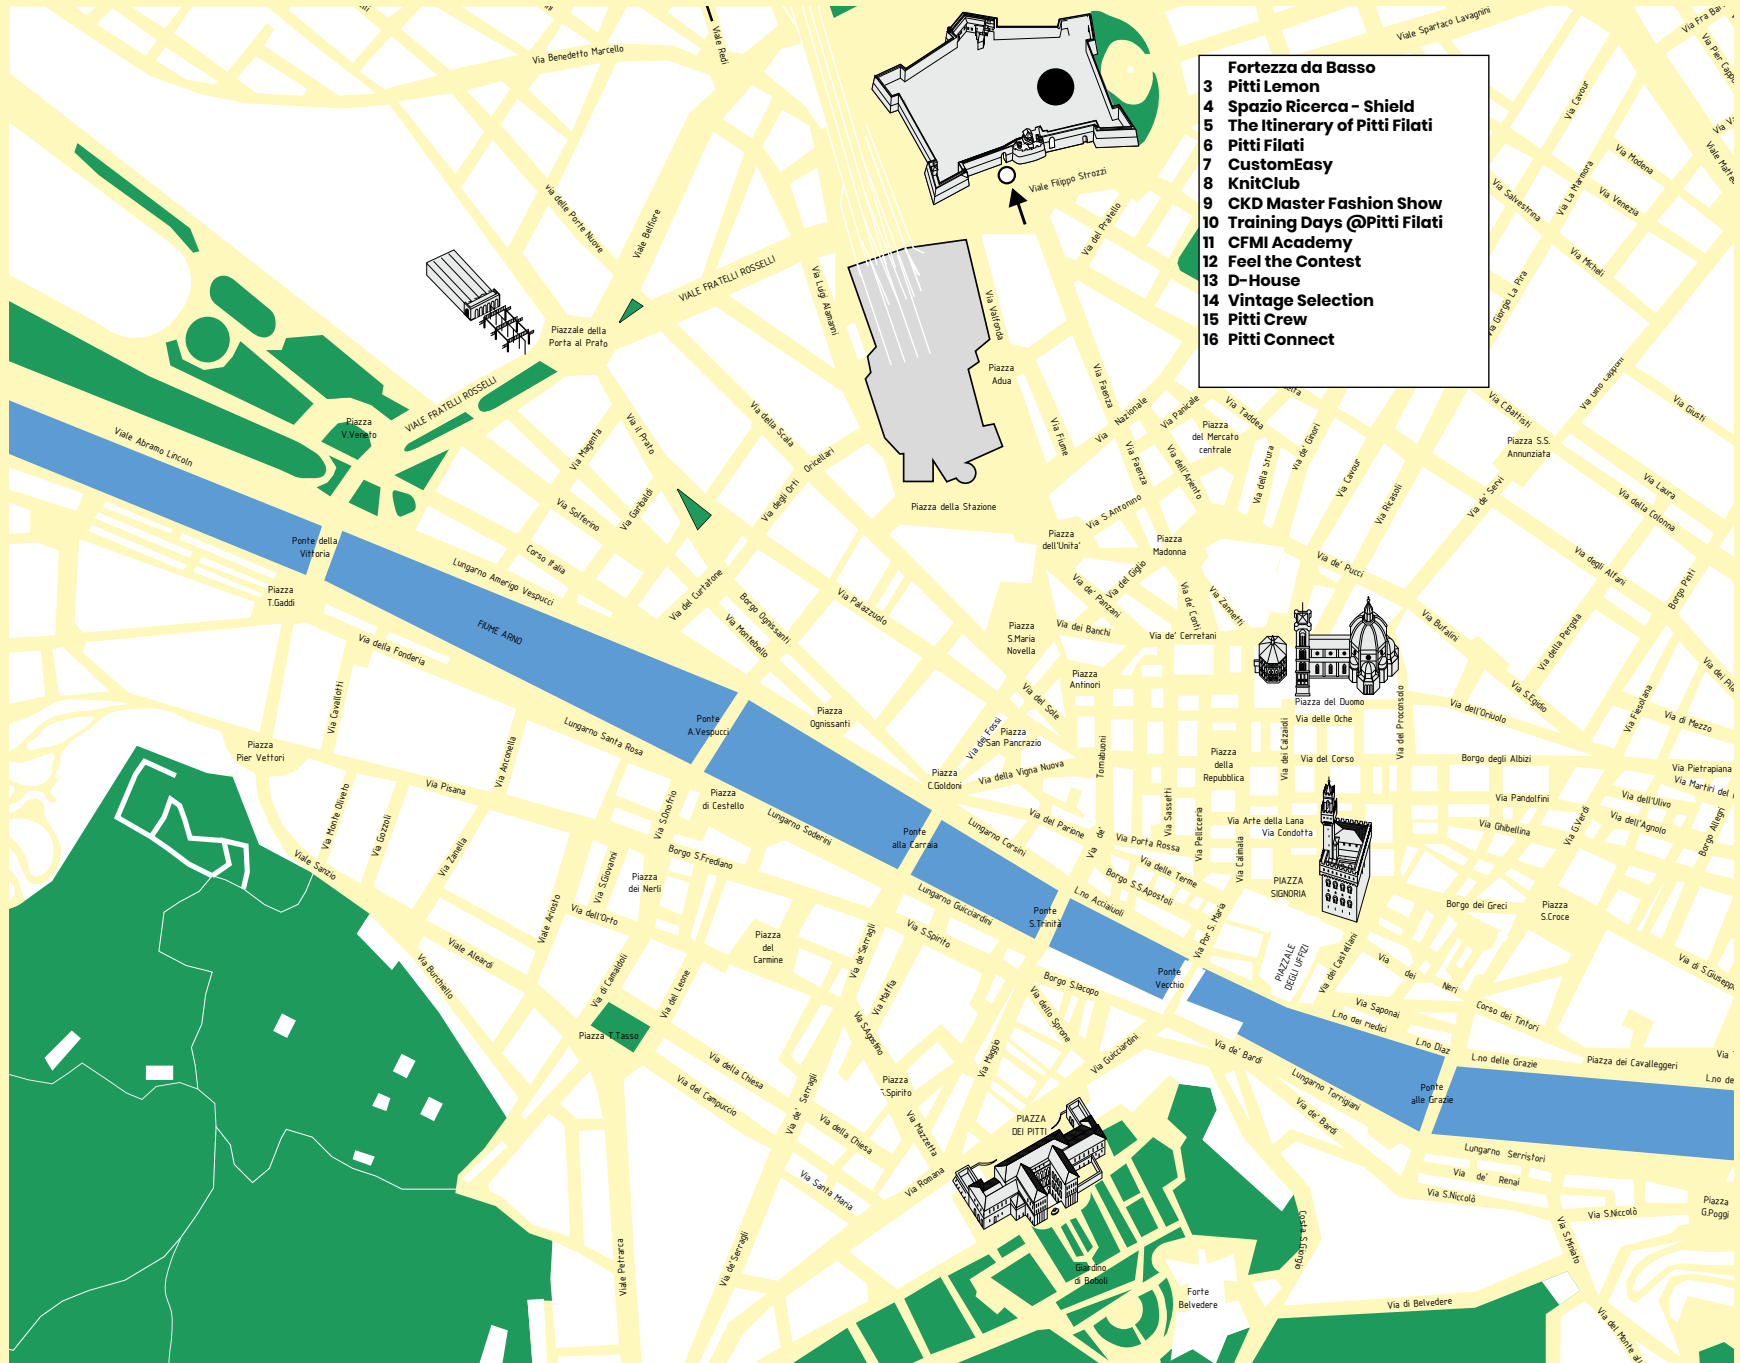 Fortezza da Basso
3 Pitti Lemon
4 Spazio Ricerca - Shield
5 The Itinerary of Pitti Filati
6 Pitti Filati
7 CustomEasy
8 KnitClub
9 CKD Master Fashion Show
10 Training Days @Pitti Filati
11 CFMI Academy
12 Feel the Contest
13 D-House
14 Vintage Selection
15 Pitti Crew
16 Pitti Connect
Viale Redi
Via Benedetto Marcello
Viale Spartaco Lavagnini
Via Cavour
Via Modena
Via Venezia
Via La Marmora
Via Salvestrina
Via Micheli
Via Giorgio La Pira
Viale Filippo Strozzi
Via del Pratello
via delle Porte Nuove
Viale Belfiore
VIALE FRATELLI ROSSELLI
Via Luigi Alamanni
Via Valfonda
Piazzale della
Porta al Prato
Piazza
Adua
VIALE FRATELLI ROSSELLI
Piazza
V.Veneto
Viale Abramo Lincoln
Via Magenta
Via il Prato
Via della Scala
Via degli Orti
Oricellari
Via Solferino
Via Garibaldi
Corso Italia
Via Fiume
Via Faenza
Via Nazionale
Via Panicale
Via Taddea
Piazza
del Mercato
centrale
Via Faenza
Via dell'Ariento
Via della Stufa
Via de' Ginori
Via Cavour
Via Ricasoli
Via de' Servi
Via C.Battisti
Via Gino Capponi
Via Giusti
Piazza S.S.
Annunziata
Via Laura
Via della Colonna
Via degli Alfani
Borgo Pinti
Piazza della Stazione
Via S.Antonino
Piazza
dell'Unita'
Piazza
Madonna
Via de' Pucci
Ponte della
Vittoria
Piazza
T.Gaddi
Lungarno Amerigo Vespucci
FIUME ARNO
Via della Fonderia
Via del Curtatone
Borgo Ognissanti
Via Montebello
Via Palazzuolo
Via de' Panzani
Via del Giglio
Via de' Conti
Via Zannetti
Via dei Banchi
Via de' Cerretani
Piazza
S.Maria
Novella
Piazza
Antinori
Via Bufalini
Via della Pergola
Via S.Egidio
Piazza del Duomo
Via delle Oche
Via del Proconsolo
Via dell'Oriuolo
Via Fiesolana
Via di Mezzo
Via Cavallotti
Piazza
Pier Vettori
Via Anconella
Lungarno Santa Rosa
Ponte
A.Vespucci
Piazza
Ognissanti
Via del Sole
Via dei Fossi
Piazza
San Pancrazio
Piazza
C.Goldoni
Via della Vigna Nuova
Tornabuoni
Piazza
della
Repubblica
Via dei Calzaioli
Via del Corso
Borgo degli Albizi
Via Pietrapiana
Via Pandolfini
Via dell'Ulivo
Via dell'Agnolo
Via Ghibellina
Via G.Verdi
Borgo Allegri
Via Monte Oliveto
Via Gozzoli
Via Pisana
Via Zanella
Viale Sanzio
Via S.Onofrio
Piazza
di Cestello
Lungarno Soderini
Borgo S.Frediano
Via S.Giovanni
Piazza
dei Nerli
Via dell'Orto
Viale Ariosto
Viale Aleardi
Via Burchiello
Ponte
alla Carraia
Lungarno Corsini
Via del Parione
Via de'
Via Porta Rossa
Via Sassetti
Via Pellicceria
Via Arte della Lana
Via Condotta
Via Calimala
Via delle Terme
Borgo S.S.Apostoli
L.no Acciaiuoli
PIAZZA
SIGNORIA
Borgo dei Greci
Piazza
S.Croce
Lungarno Guicciardini
Ponte
S.Trinità
Via S.Spirito
Via Por S. Maria
PIAZZALE
DEGLI UFFIZI
Via dei Castellani
Via
dei
Neri
Corso dei Tintori
Piazza
del
Carmine
Via de'Serragli
Via Maffia
Via di Camaldoli
Via del Leone
Piazza T.Tasso
Via S.Agostino
Borgo S.Iacopo
Via dello Sprone
Ponte
Vecchio
Via Saponai
L.no dei Medici
L.no Diaz
L.no delle Grazie
Piazza dei Cavalleggeri
Via Maggio
Via Guicciardini
Via de' Bardi
Lungarno Torrigiani
Via de' Bardi
Ponte
alle Grazie
Via della Chiesa
Via del Campuccio
Via de' Serragli
Via della Chiesa
Piazza
Via Mazzetta
Via Santa Maria
Via Romana
PIAZZA
DEI PITTI
Lungarno Serristori
Via de' Renai
Via S.Niccolò
Via S.Niccolò
Piazza
G.Poggi
Via S.Miniato
Costa S.Giorgio
Giardino
di Boboli
Forte
Belvedere
Via di Belvedere
Viale Petrarca
Via de'Serragli